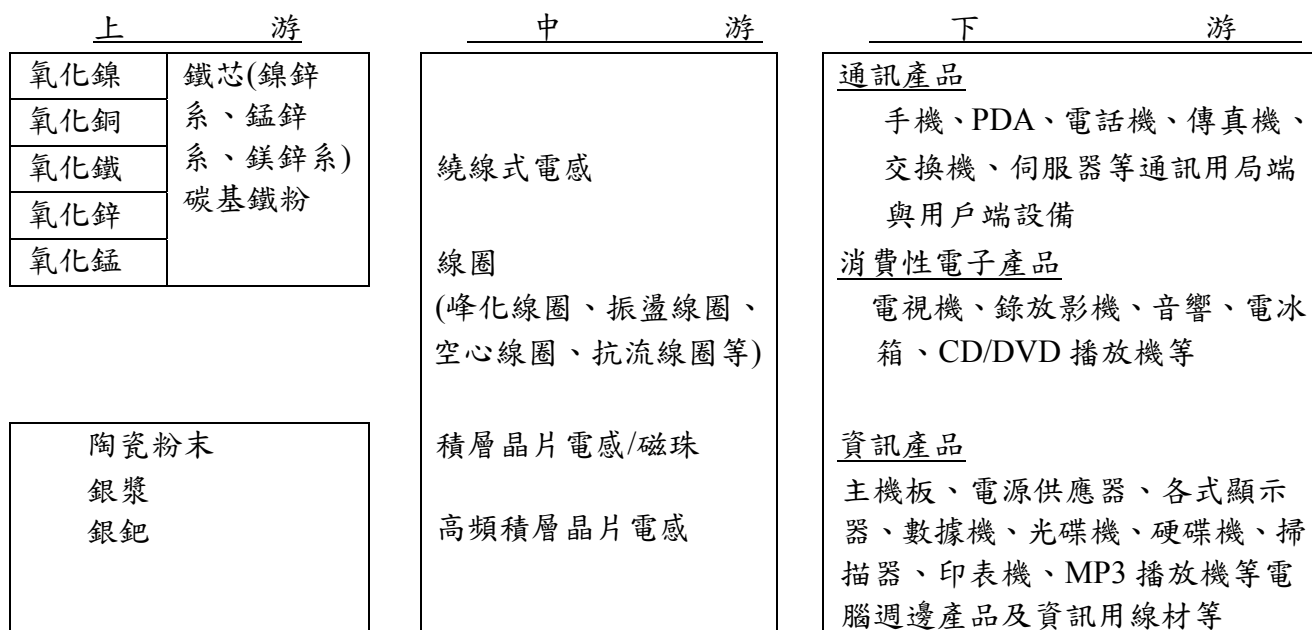 上 游
中 游
下 游
氧化鎳
氧化銅
氧化鐵
氧化鋅
氧化錳
鐵芯(鎳鋅
系、錳鋅
系、鎂鋅系)
碳基鐵粉
陶瓷粉末
銀漿
銀鈀
繞線式電感
線圈
(峰化線圈、振盪線圈、
空心線圈、抗流線圈等)
積層晶片電感/磁珠
高頻積層晶片電感
通訊產品
手機、PDA、電話機、傳真機、
交換機、伺服器等通訊用局端
與用戶端設備
消費性電子產品
電視機、錄放影機、音響、電冰
箱、CD/DVD 播放機等
資訊產品
主機板、電源供應器、各式顯示
器、數據機、光碟機、硬碟機、掃
描器、印表機、MP3 播放機等電
腦週邊產品及資訊用線材等